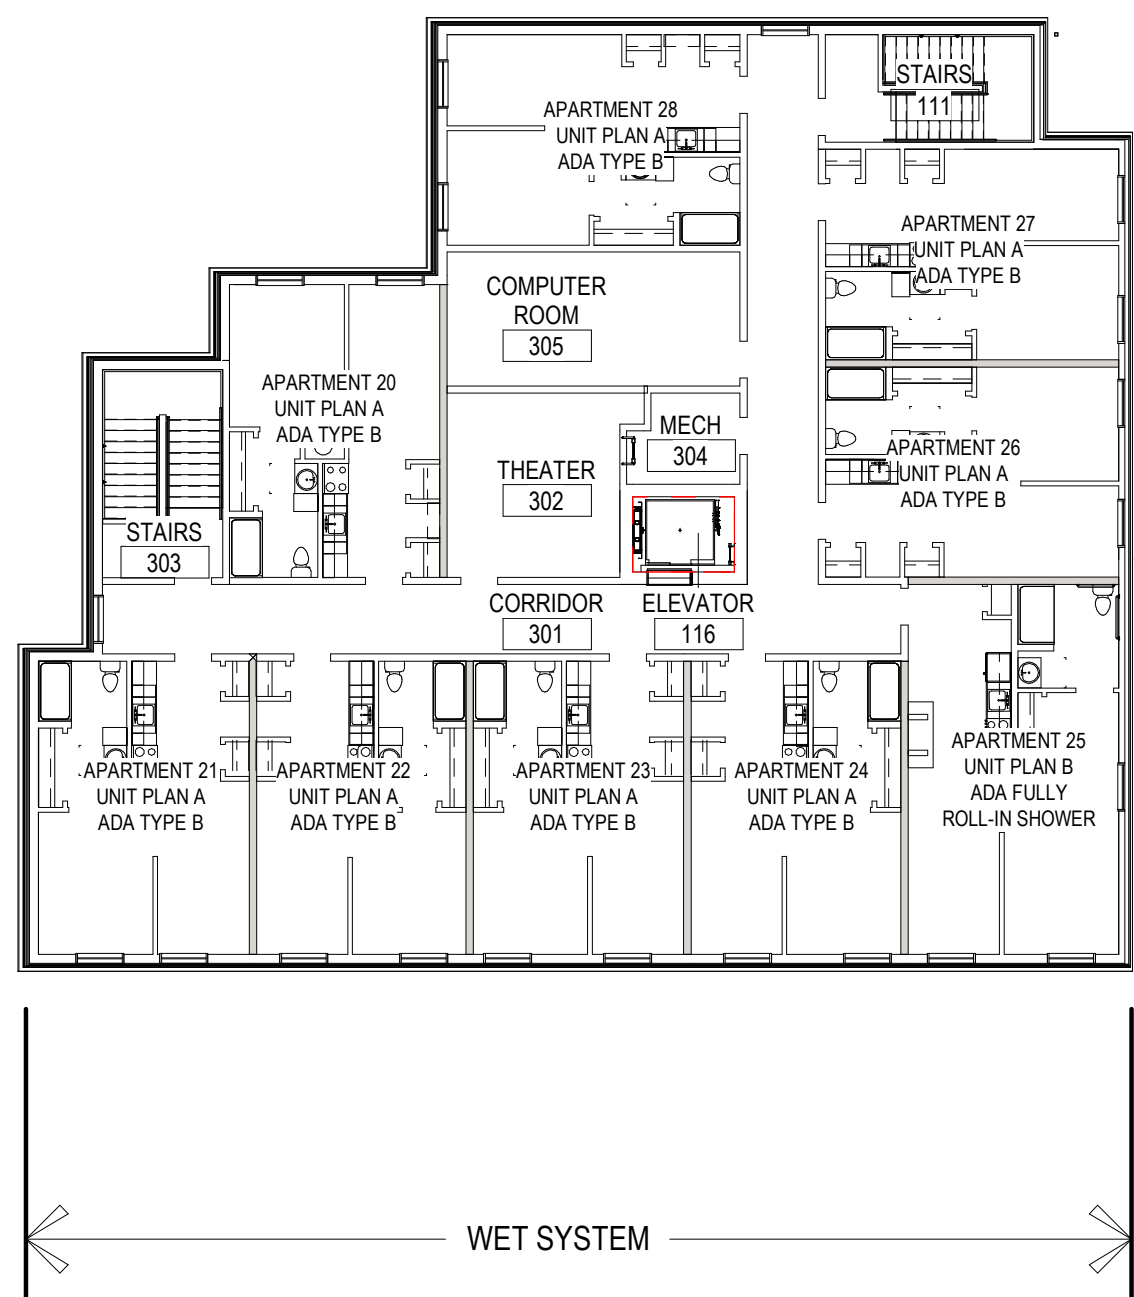 STAIRS
111
APARTMENT 28
UNIT PLAN A
ADA TYPE B
APARTMENT 27
UNIT PLAN A
ADA TYPE B
COMPUTER
ROOM
305
APARTMENT 20
UNIT PLAN A
ADA TYPE B
MECH
304
APARTMENT 26
UNIT PLAN A
ADA TYPE B
THEATER
302
STAIRS
303
CORRIDOR
301
ELEVATOR
116
APARTMENT 25
UNIT PLAN B
ADA FULLY
ROLL-IN SHOWER
APARTMENT 21
UNIT PLAN A
ADA TYPE B
APARTMENT 22
UNIT PLAN A
ADA TYPE B
APARTMENT 23
UNIT PLAN A
ADA TYPE B
APARTMENT 24
UNIT PLAN A
ADA TYPE B
WET SYSTEM